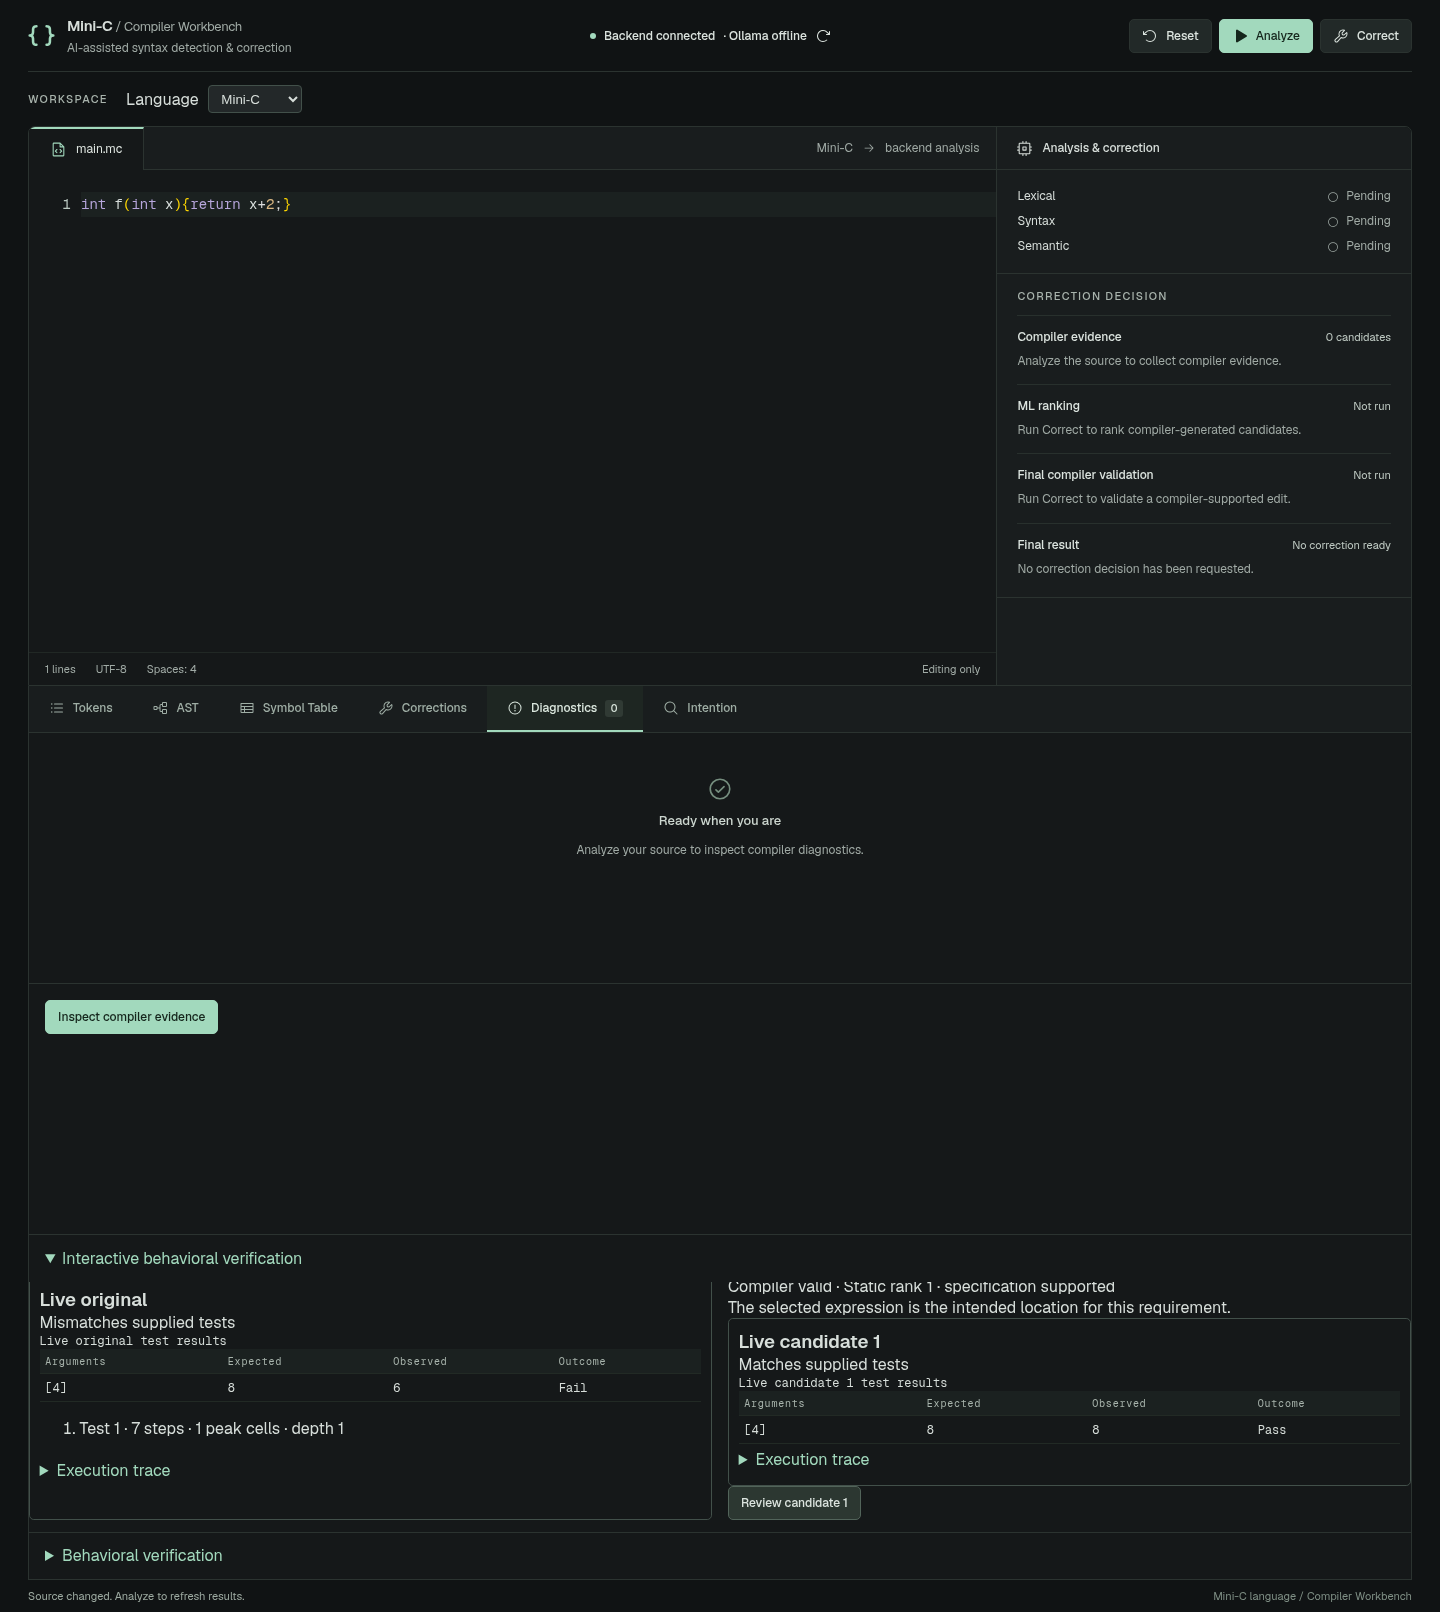 Mini-C / Compiler Workbench
AI-assisted syntax detection & correction
Backend connected · Ollama offline
Reset
Analyze
Correct
WORKSPACE
Language
Mini-C
main.mc
Mini-C → backend analysis
1 int f(int x){return x+2;}
1 lines
UTF-8
Spaces: 4
Editing only
Analysis & correction
Lexical Pending
Syntax Pending
Semantic Pending
CORRECTION DECISION
Compiler evidence 0 candidates
Analyze the source to collect compiler evidence.
ML ranking Not run
Run Correct to rank compiler-generated candidates.
Final compiler validation Not run
Run Correct to validate a compiler-supported edit.
Final result No correction ready
No correction decision has been requested.
Tokens
AST
Symbol Table
Corrections
Diagnostics 0
Intention
Ready when you are
Analyze your source to inspect compiler diagnostics.
Inspect compiler evidence
Interactive behavioral verification
Live original
Mismatches supplied tests
Live original test results
Arguments Expected Observed Outcome
[4] 8 6 Fail
1. Test 1 · 7 steps · 1 peak cells · depth 1
Execution trace
Compiler valid · Static rank 1 · specification supported
The selected expression is the intended location for this requirement.
Live candidate 1
Matches supplied tests
Live candidate 1 test results
Arguments Expected Observed Outcome
[4] 8 8 Pass
Execution trace
Review candidate 1
Behavioral verification
Source changed. Analyze to refresh results.
Mini-C language / Compiler Workbench